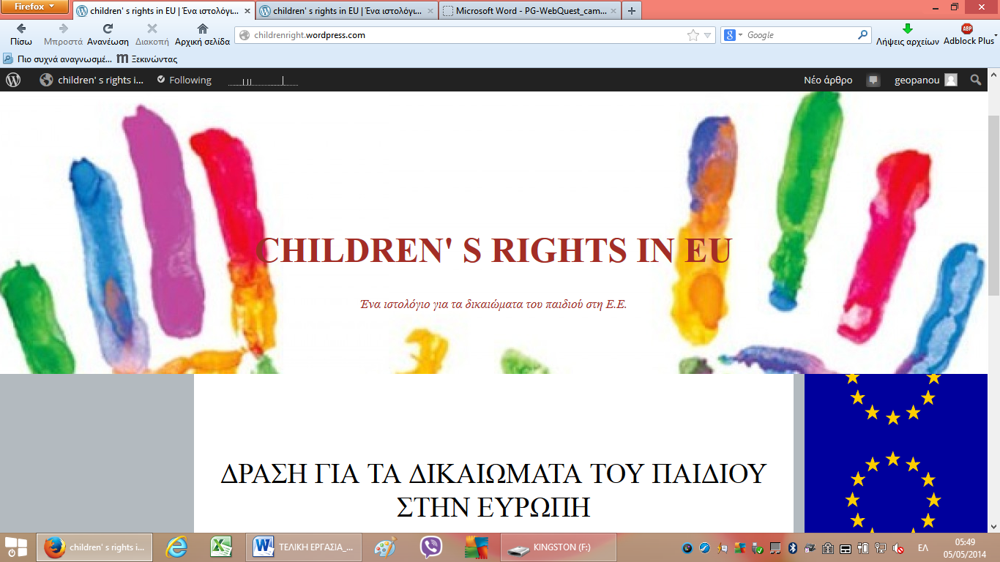 Firefox
children' s rights in EU | Ένα ιστολόγι...
children' s rights in EU | Ένα ιστολόγι...
Microsoft Word - PG-WebQuest_cam...
Πίσω
Μπροστά
Ανανέωση
Διακοπή
Αρχική σελίδα
childrenright.wordpress.com
Google
Λήψεις αρχείων
Adblock Plus
Πιο συχνά αναγνωσμέ...
Ξεκινώντας
children' s rights i...
Following
Νέο άρθρο
geopanou
CHILDREN' S RIGHTS IN EU
Ένα ιστολόγιο για τα δικαιώματα του παιδιού στη Ε.Ε.
ΔΡΑΣΗ ΓΙΑ ΤΑ ΔΙΚΑΙΩΜΑΤΑ ΤΟΥ ΠΑΙΔΙΟΥ
ΣΤΗΝ ΕΥΡΩΠΗ
children' s rights i...
ΤΕΛΙΚΗ ΕΡΓΑΣΙΑ_...
KINGSTON (F:)
ΕΛ
05:49
05/05/2014